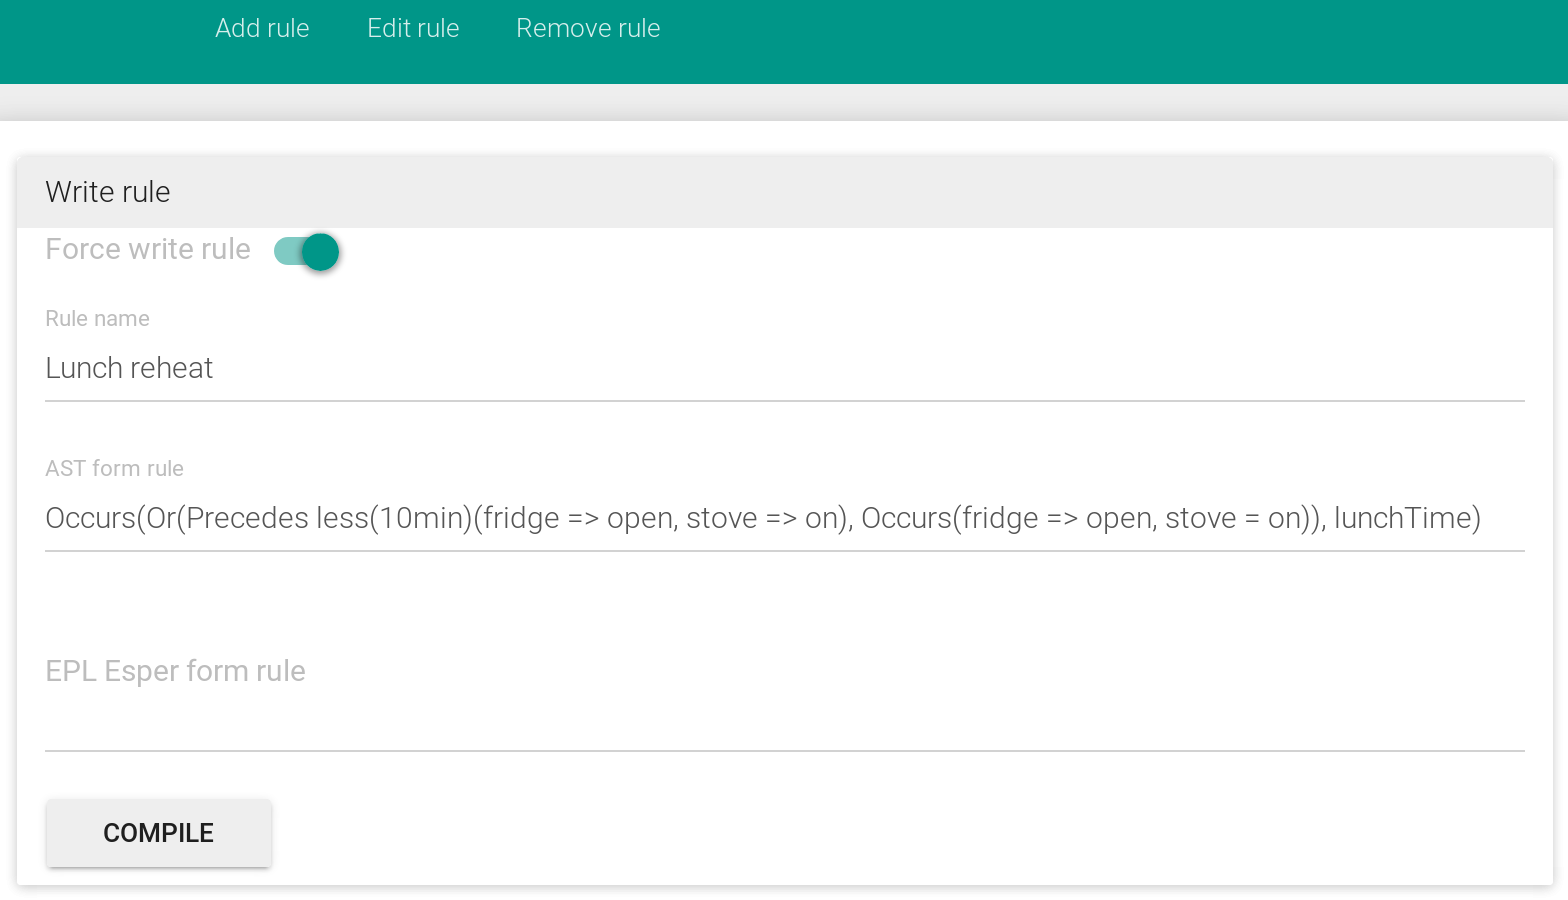 Add rule Edit rule Remove rule
Write rule
Force write rule
Rule name
Lunch reheat
AST form rule
Occurs(Or(Precedes less(10min)(fridge => open, stove => on), Occurs(fridge => open, stove = on)), lunchTime)
EPL Esper form rule
COMPILE